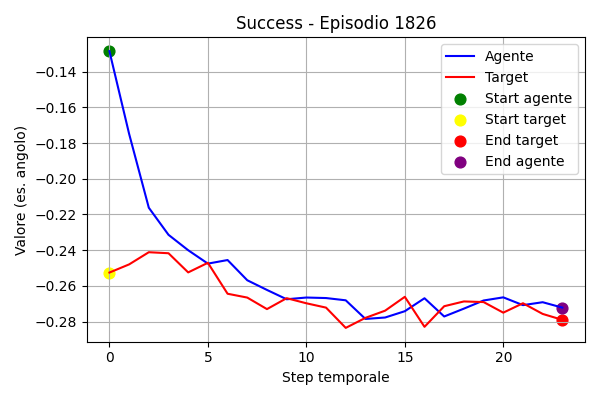 Success - Episodio 1826
Agente
Target
Start agente
Start target
End target
End agente
Valore (es. angolo)
−0.14
−0.16
−0.18
−0.20
−0.22
−0.24
−0.26
−0.28
0
5
10
15
20
Step temporale